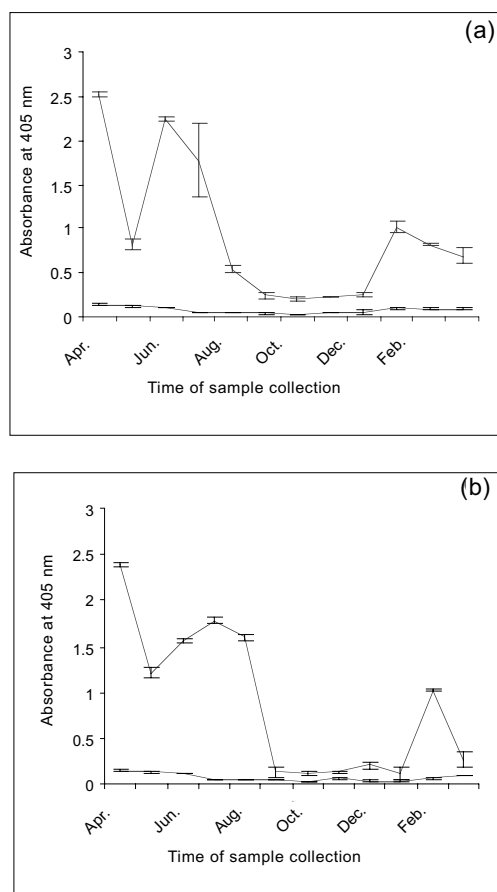 (a)
3
2.5
2
1.5
1
0.5
0
Absorbance at 405 nm
Apr. Jun. Aug. Oct. Dec. Feb.
Time of sample collection
(b)
3
2.5
2
1.5
1
0.5
0
Absorbance at 405 nm
Apr. Jun. Aug. Oct. Dec. Feb.
Time of sample collection